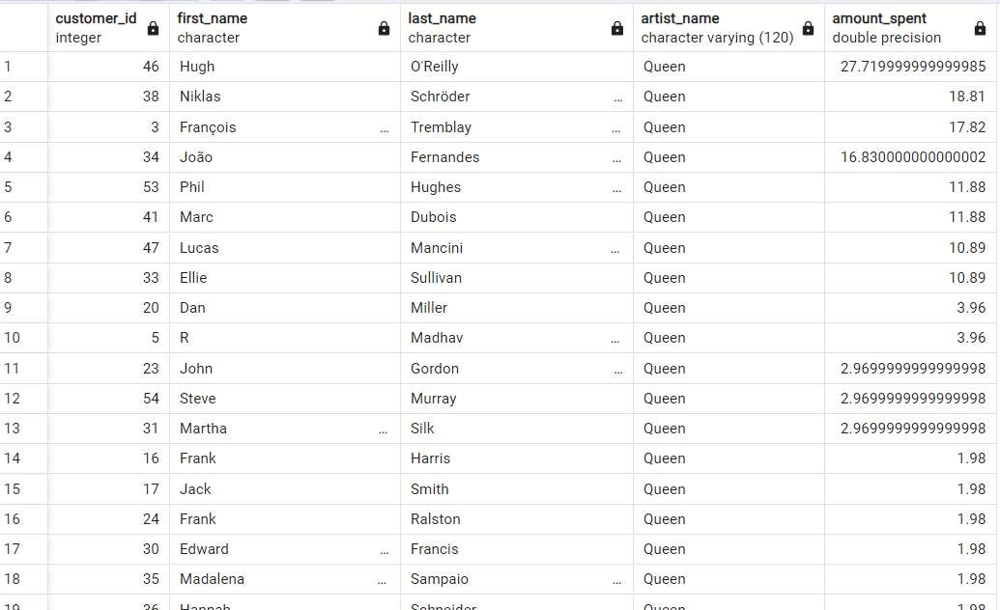 customer_id first_name last_name artist_name amount_spent
integer character character character varying (120) double precision
1 46 Hugh O'Reilly Queen 27.719999999999985
2 38 Niklas Schröder ... Queen 18.81
3 3 François ... Tremblay ... Queen 17.82
4 34 João Fernandes ... Queen 16.830000000000002
5 53 Phil Hughes ... Queen 11.88
6 41 Marc Dubois Queen 11.88
7 47 Lucas Mancini ... Queen 10.89
8 33 Ellie Sullivan Queen 10.89
9 20 Dan Miller Queen 3.96
10 5 R Madhav ... Queen 3.96
11 23 John Gordon ... Queen 2.9699999999999998
12 54 Steve Murray Queen 2.9699999999999998
13 31 Martha ... Silk Queen 2.9699999999999998
14 16 Frank Harris Queen 1.98
15 17 Jack Smith Queen 1.98
16 24 Frank Ralston Queen 1.98
17 30 Edward ... Francis Queen 1.98
18 35 Madalena ... Sampaio ... Queen 1.98
19 36 Hannah Schneider Queen 1.98